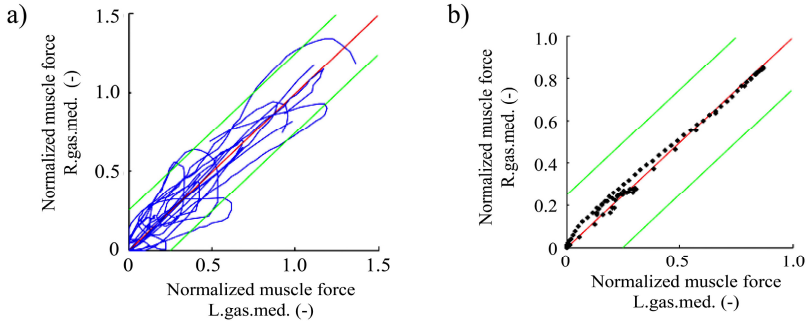 a)
Normalized muscle force
R.gas.med. (-)
1.5
1.0
0.5
0
0
0.5
1.0
1.5
Normalized muscle force
L.gas.med. (-)
b)
Normalized muscle force
R.gas.med. (-)
1.0
0.8
0.6
0.4
0.2
0
0
0.5
1.0
Normalized muscle force
L.gas.med. (-)